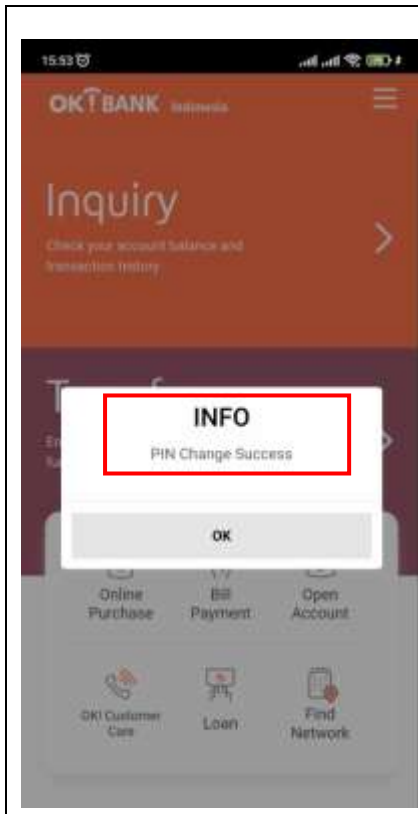 15:53
OK! BANK Indonesia
Inquiry
Check your account balance and
transaction history
INFO
PIN Change Success
OK
Online Purchase
Bill Payment
Open Account
OK! Customer Care
Loan
Find Network